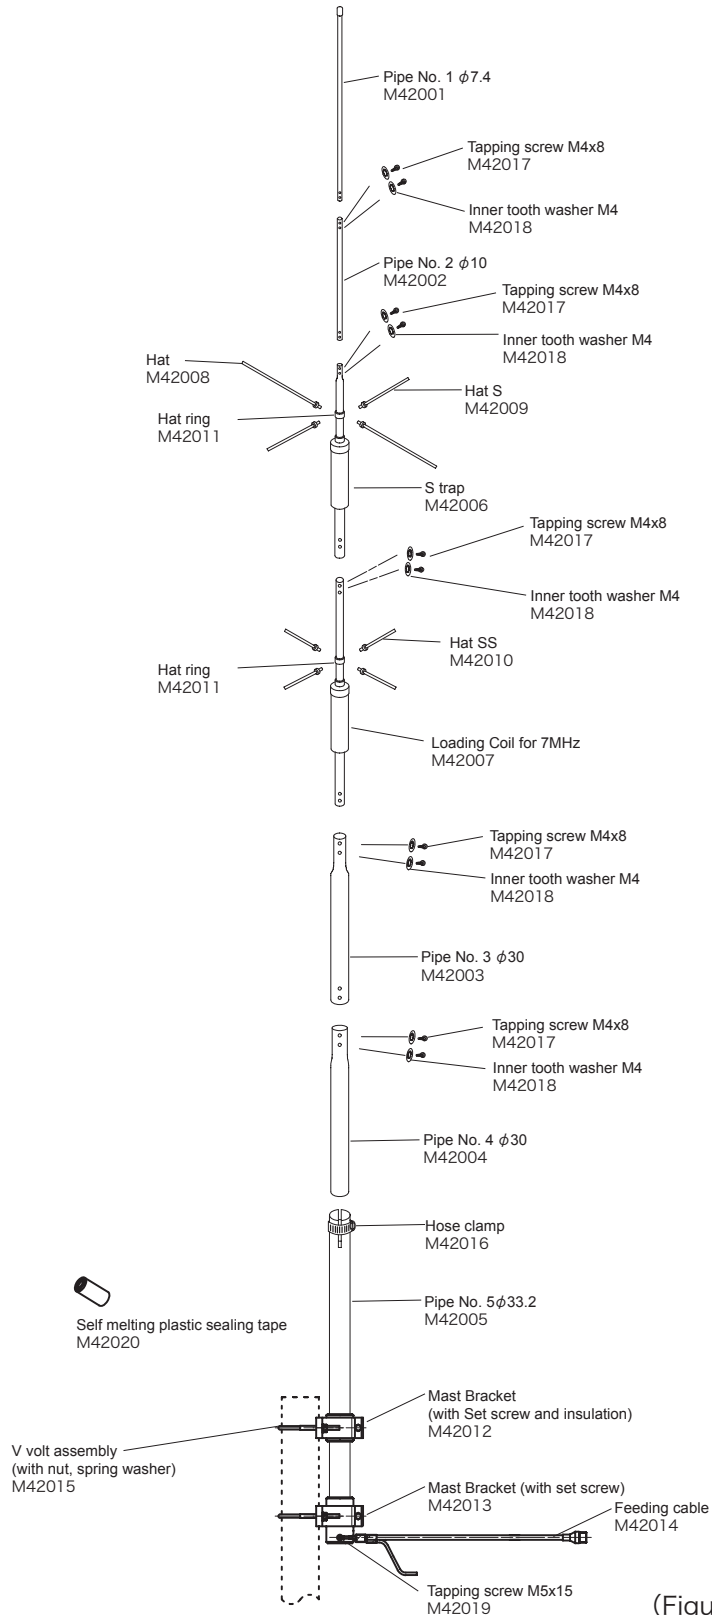 Pipe No. 1 φ7.4
M42001
Tapping screw M4x8
M42017
Inner tooth washer M4
M42018
Pipe No. 2 φ10
M42002
Tapping screw M4x8
M42017
Inner tooth washer M4
M42018
Hat
M42008
Hat S
M42009
Hat ring
M42011
S trap
M42006
Tapping screw M4x8
M42017
Inner tooth washer M4
M42018
Hat SS
M42010
Hat ring
M42011
Loading Coil for 7MHz
M42007
Tapping screw M4x8
M42017
Inner tooth washer M4
M42018
Pipe No. 3 φ30
M42003
Tapping screw M4x8
M42017
Inner tooth washer M4
M42018
Pipe No. 4 φ30
M42004
Hose clamp
M42016
Pipe No. 5φ33.2
M42005
Self melting plastic sealing tape
M42020
Mast Bracket
(with Set screw and insulation)
M42012
V volt assembly
(with nut, spring washer)
M42015
Mast Bracket (with set screw)
M42013
Feeding cable
M42014
Tapping screw M5x15
M42019
(Figu